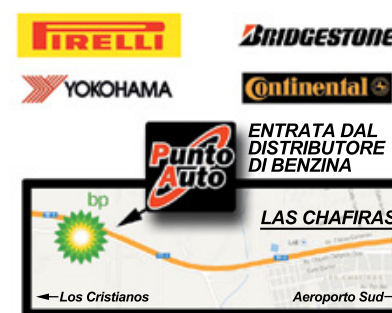 PIRELLI
BRIDGESTONE
YOKOHAMA
Continental
Punto
Auto
ENTRATA DAL
DISTRIBUTORE
DI BENZINA
bp
LAS CHAFIRAS
Los Cristianos
Aeroporto Sud